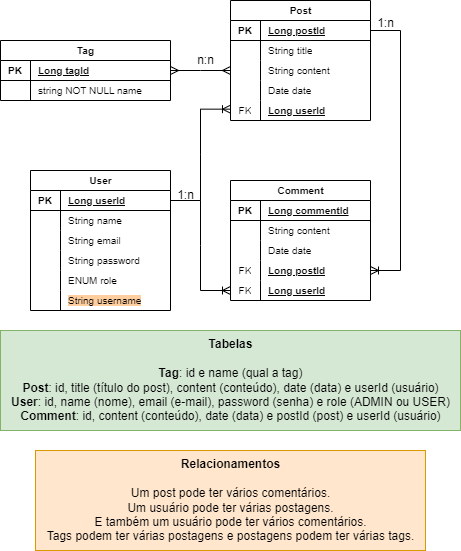 Post
PK Long postId
String title
String content
Date date
FK Long userId
1:n
n:n
Tag
PK Long tagId
string NOT NULL name
User
PK Long userId
String name
String email
String password
ENUM role
String username
1:n
Comment
PK Long commentId
String content
Date date
FK Long postId
FK Long userId
Tabelas
Tag: id e name (qual a tag)
Post: id, title (título do post), content (conteúdo), date (data) e userId (usuário)
User: id, name (nome), email (e-mail), password (senha) e role (ADMIN ou USER)
Comment: id, content (conteúdo), date (data) e postId (post) e userId (usuário)
Relacionamentos
Um post pode ter vários comentários.
Um usuário pode ter várias postagens.
E também um usuário pode ter vários comentários.
Tags podem ter várias postagens e postagens podem ter várias tags.